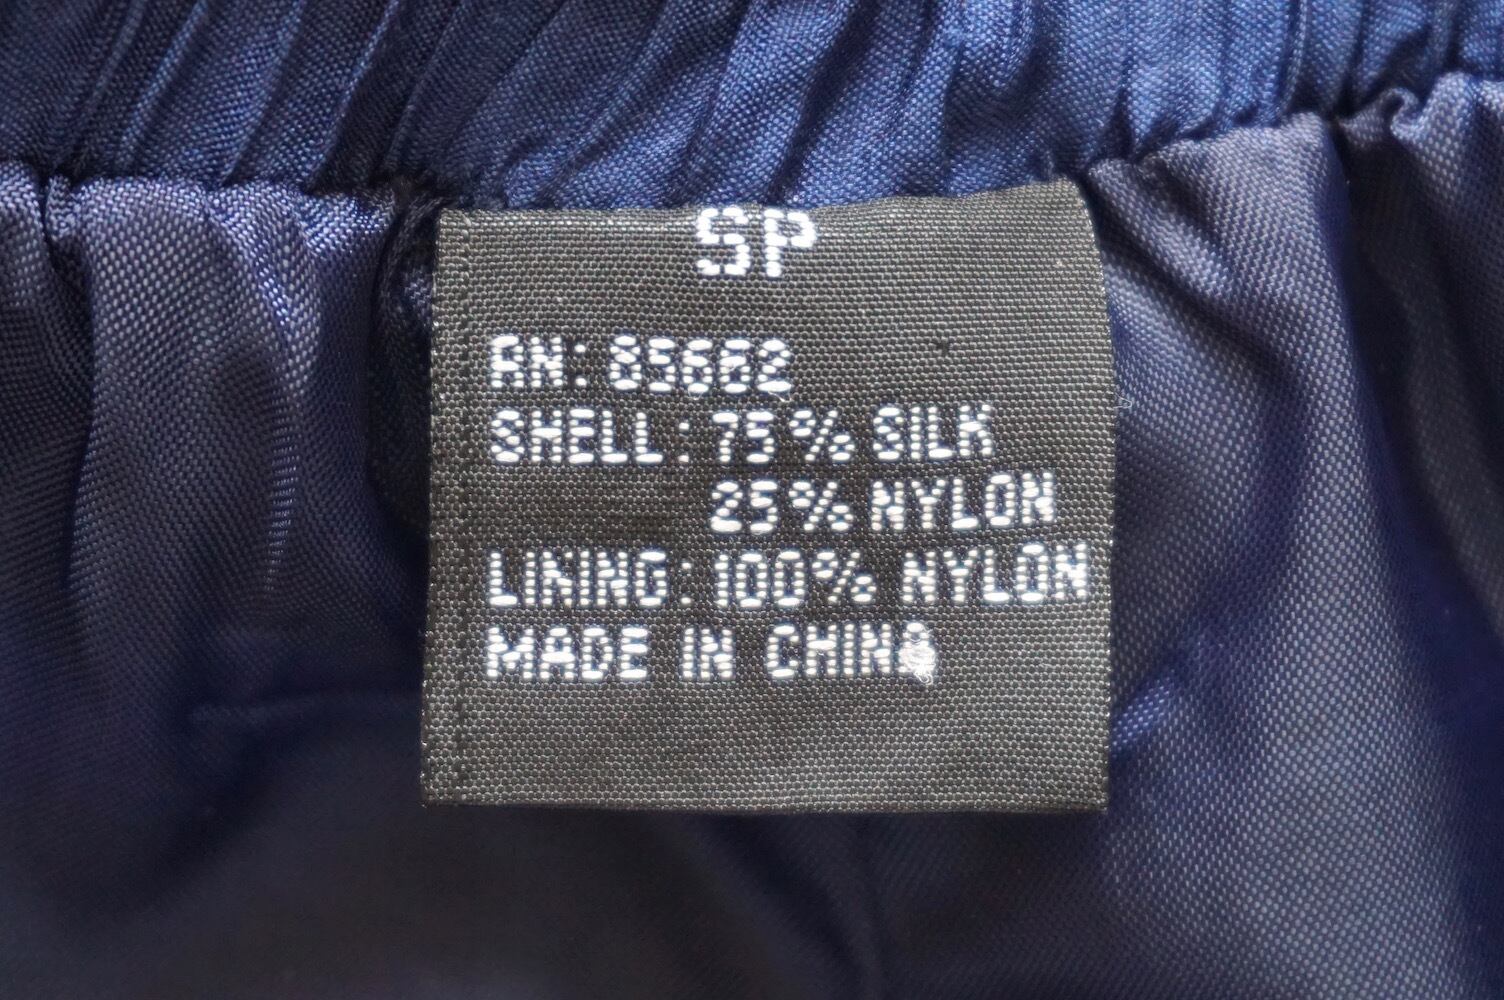 SP
RN: 85662
SHELL: 75% SILK
25% NYLON
LINING: 100% NYLON
MADE IN CHINA